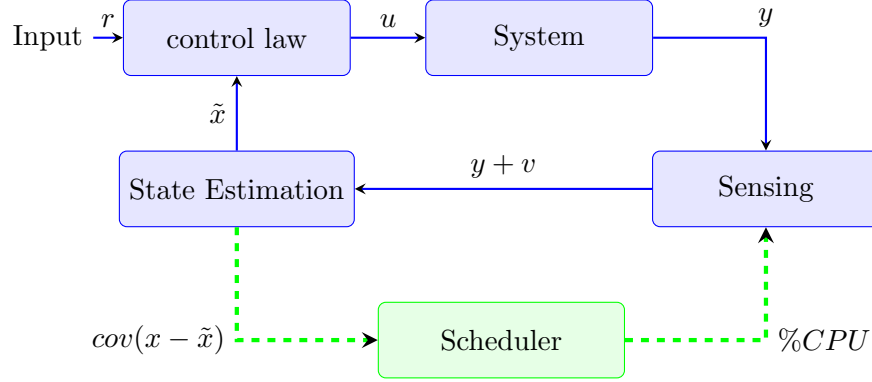 Input
r
control law
u
System
y
x̃
State Estimation
y + v
Sensing
cov(x − x̃)
Scheduler
%CPU